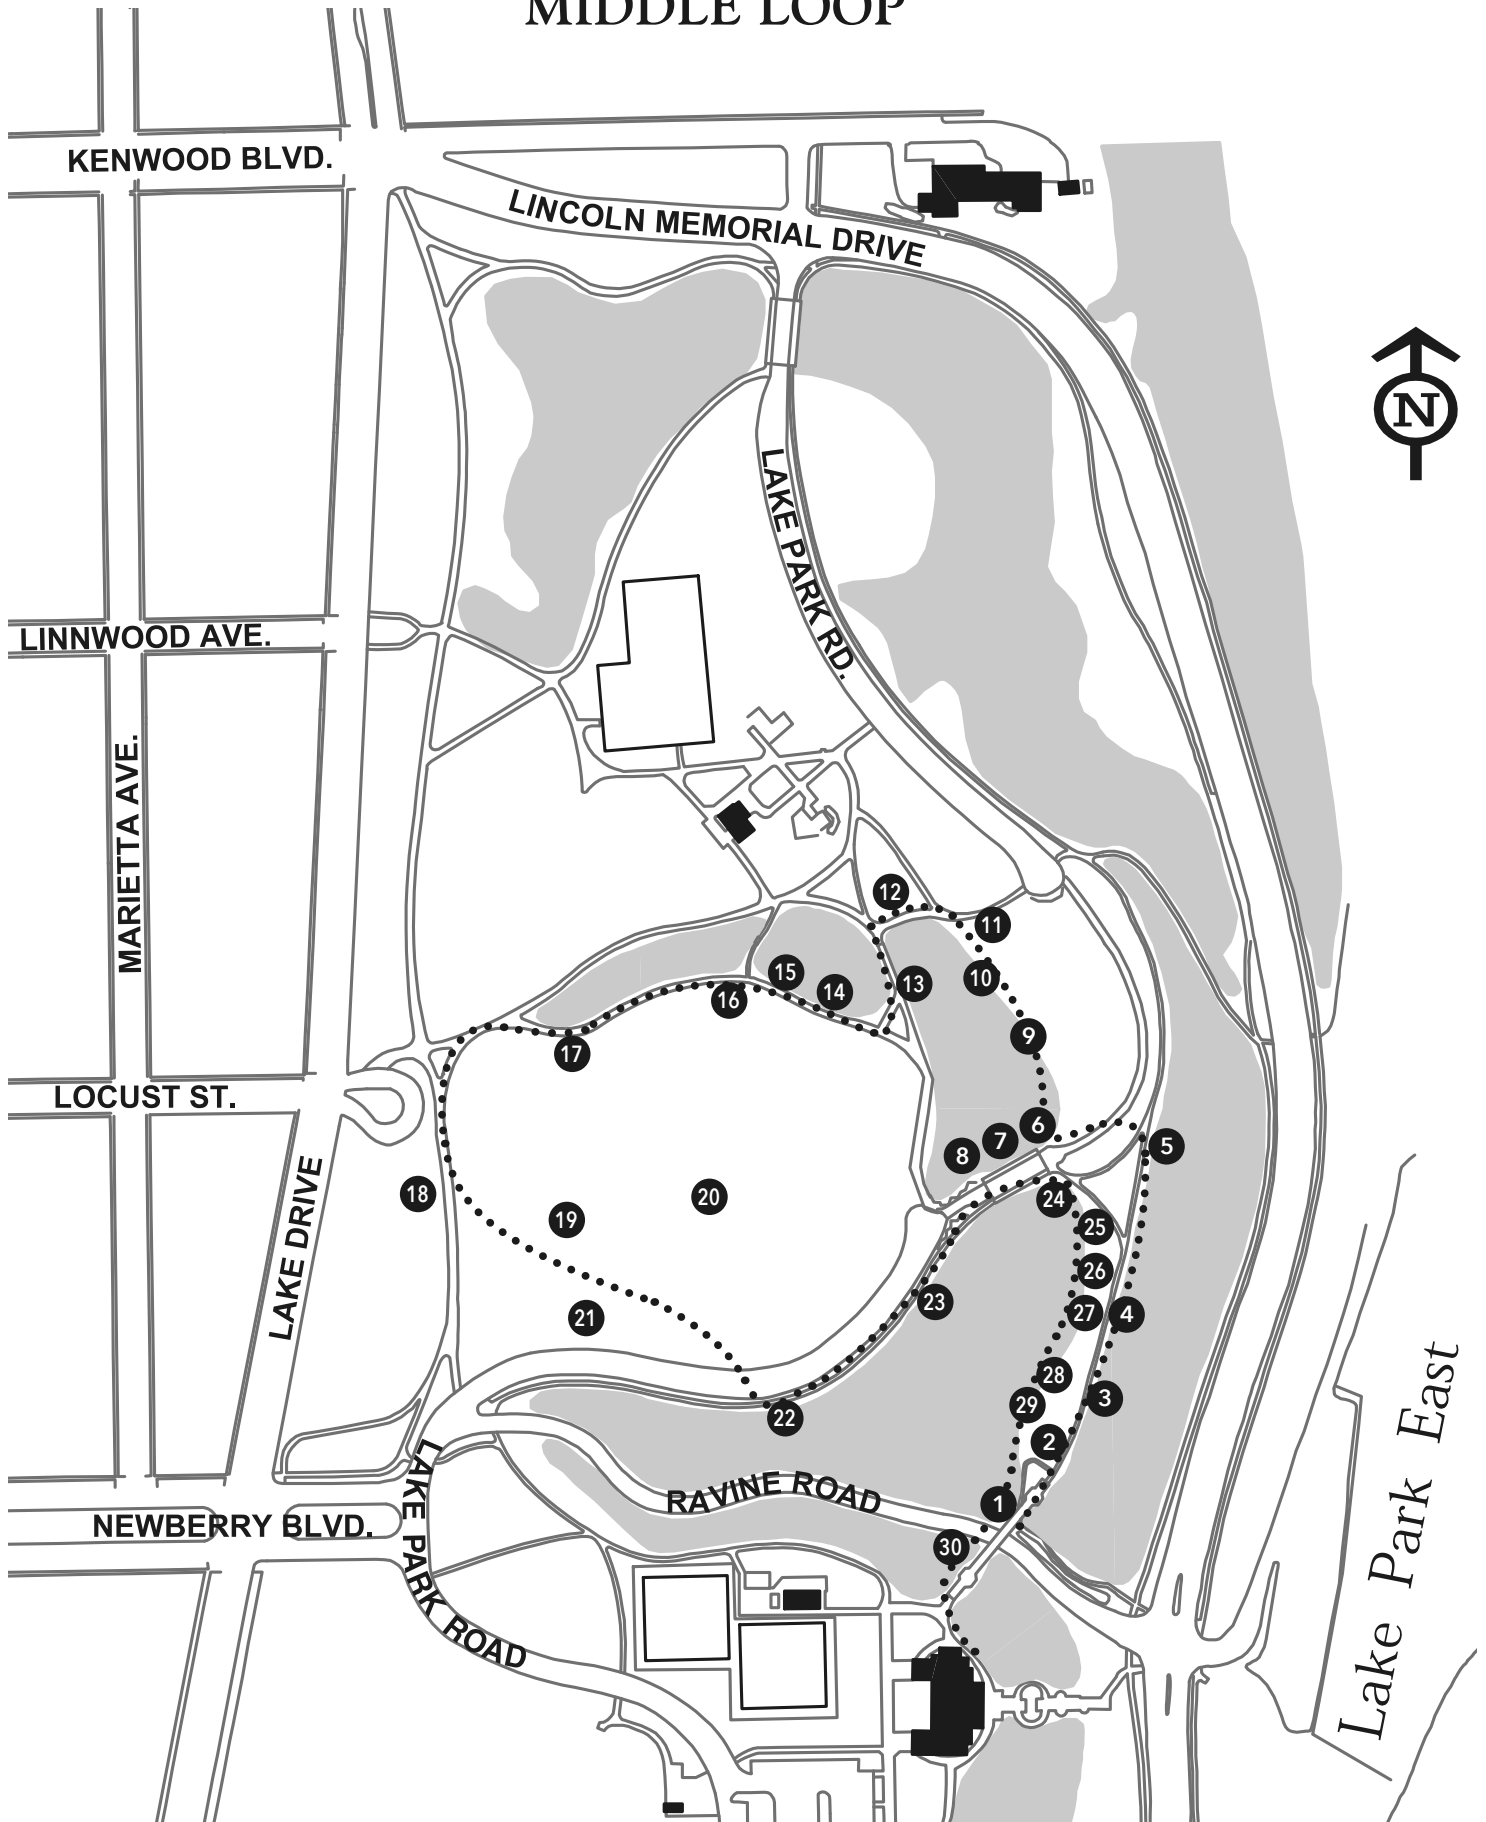 MIDDLE LOOP
KENWOOD BLVD.
LINCOLN MEMORIAL DRIVE
N
LAKE PARK RD.
LINNWOOD AVE.
MARIETTA AVE.
12
11
15
14
13
10
16
9
17
LOCUST ST.
6
7
8
5
18
19
20
24
25
LAKE DRIVE
26
23
21
27
4
28
3
29
22
2
Lake Park East
LAKE PARK ROAD
RAVINE ROAD
1
NEWBERRY BLVD.
30